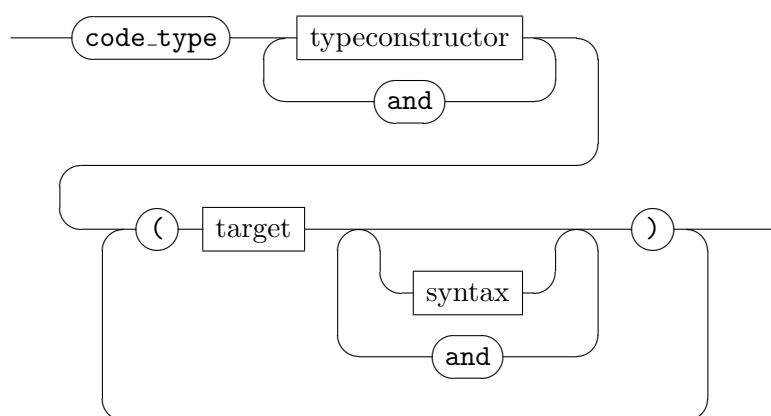 code_type typeconstructor
and
( target )
syntax
and